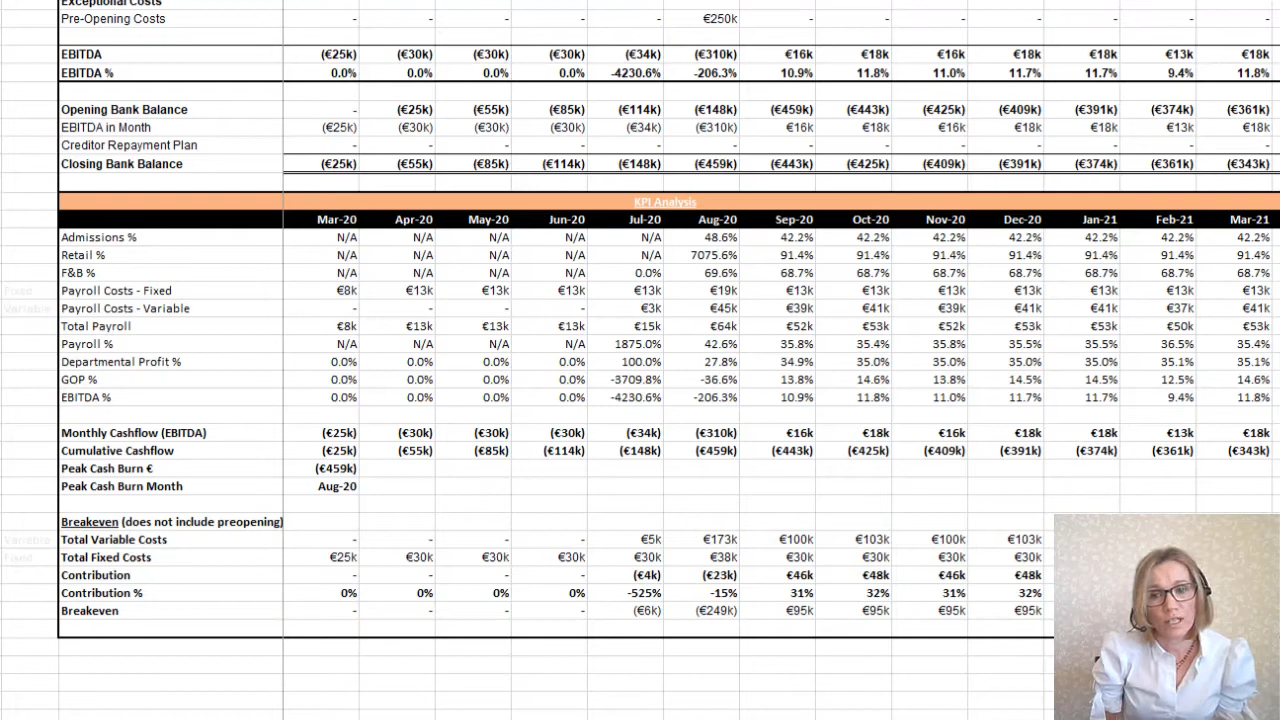 Exceptional Costs
Pre-Opening Costs - - - - - €250k - - - - - - -
EBITDA (€25k) (€30k) (€30k) (€30k) (€34k) (€310k) €16k €18k €16k €18k €18k €13k €18k
EBITDA % 0.0% 0.0% 0.0% 0.0% -4230.6% -206.3% 10.9% 11.8% 11.0% 11.7% 11.7% 9.4% 11.8%
Opening Bank Balance - (€25k) (€55k) (€85k) (€114k) (€148k) (€459k) (€443k) (€425k) (€409k) (€391k) (€374k) (€361k)
EBITDA in Month (€25k) (€30k) (€30k) (€30k) (€34k) (€310k) €16k €18k €16k €18k €18k €13k €18k
Creditor Repayment Plan - - - - - - - - - - - - -
Closing Bank Balance (€25k) (€55k) (€85k) (€114k) (€148k) (€459k) (€443k) (€425k) (€409k) (€391k) (€374k) (€361k) (€343k)
KPI Analysis
Mar-20 Apr-20 May-20 Jun-20 Jul-20 Aug-20 Sep-20 Oct-20 Nov-20 Dec-20 Jan-21 Feb-21 Mar-21
Admissions % N/A N/A N/A N/A N/A 48.6% 42.2% 42.2% 42.2% 42.2% 42.2% 42.2% 42.2%
Retail % N/A N/A N/A N/A N/A 7075.6% 91.4% 91.4% 91.4% 91.4% 91.4% 91.4% 91.4%
F&B % N/A N/A N/A N/A 0.0% 69.6% 68.7% 68.7% 68.7% 68.7% 68.7% 68.7% 68.7%
Fixed Payroll Costs - Fixed €8k €13k €13k €13k €13k €19k €13k €13k €13k €13k €13k €13k €13k
Variable Payroll Costs - Variable - - - - €3k €45k €39k €41k €39k €41k €41k €37k €41k
Total Payroll €8k €13k €13k €13k €15k €64k €52k €53k €52k €53k €53k €50k €53k
Payroll % N/A N/A N/A N/A 1875.0% 42.6% 35.8% 35.4% 35.8% 35.5% 35.5% 36.5% 35.4%
Departmental Profit % 0.0% 0.0% 0.0% 0.0% 100.0% 27.8% 34.9% 35.0% 35.0% 35.0% 35.0% 35.1% 35.1%
GOP % 0.0% 0.0% 0.0% 0.0% -3709.8% -36.6% 13.8% 14.6% 13.8% 14.5% 14.5% 12.5% 14.6%
EBITDA % 0.0% 0.0% 0.0% 0.0% -4230.6% -206.3% 10.9% 11.8% 11.0% 11.7% 11.7% 9.4% 11.8%
Monthly Cashflow (EBITDA) (€25k) (€30k) (€30k) (€30k) (€34k) (€310k) €16k €18k €16k €18k €18k €13k €18k
Cumulative Cashflow (€25k) (€55k) (€85k) (€114k) (€148k) (€459k) (€443k) (€425k) (€409k) (€391k) (€374k) (€361k) (€343k)
Peak Cash Burn € (€459k)
Peak Cash Burn Month Aug-20
Breakeven (does not include preopening)
Variable Total Variable Costs - - - - €5k €173k €100k €103k €100k €103k
Fixed Total Fixed Costs €25k €30k €30k €30k €30k €38k €30k €30k €30k €30k
Contribution - - - - (€4k) (€23k) €46k €48k €46k €48k
Contribution % 0% 0% 0% 0% -525% -15% 31% 32% 31% 32%
Breakeven - - - - (€6k) (€249k) €95k €95k €95k €95k